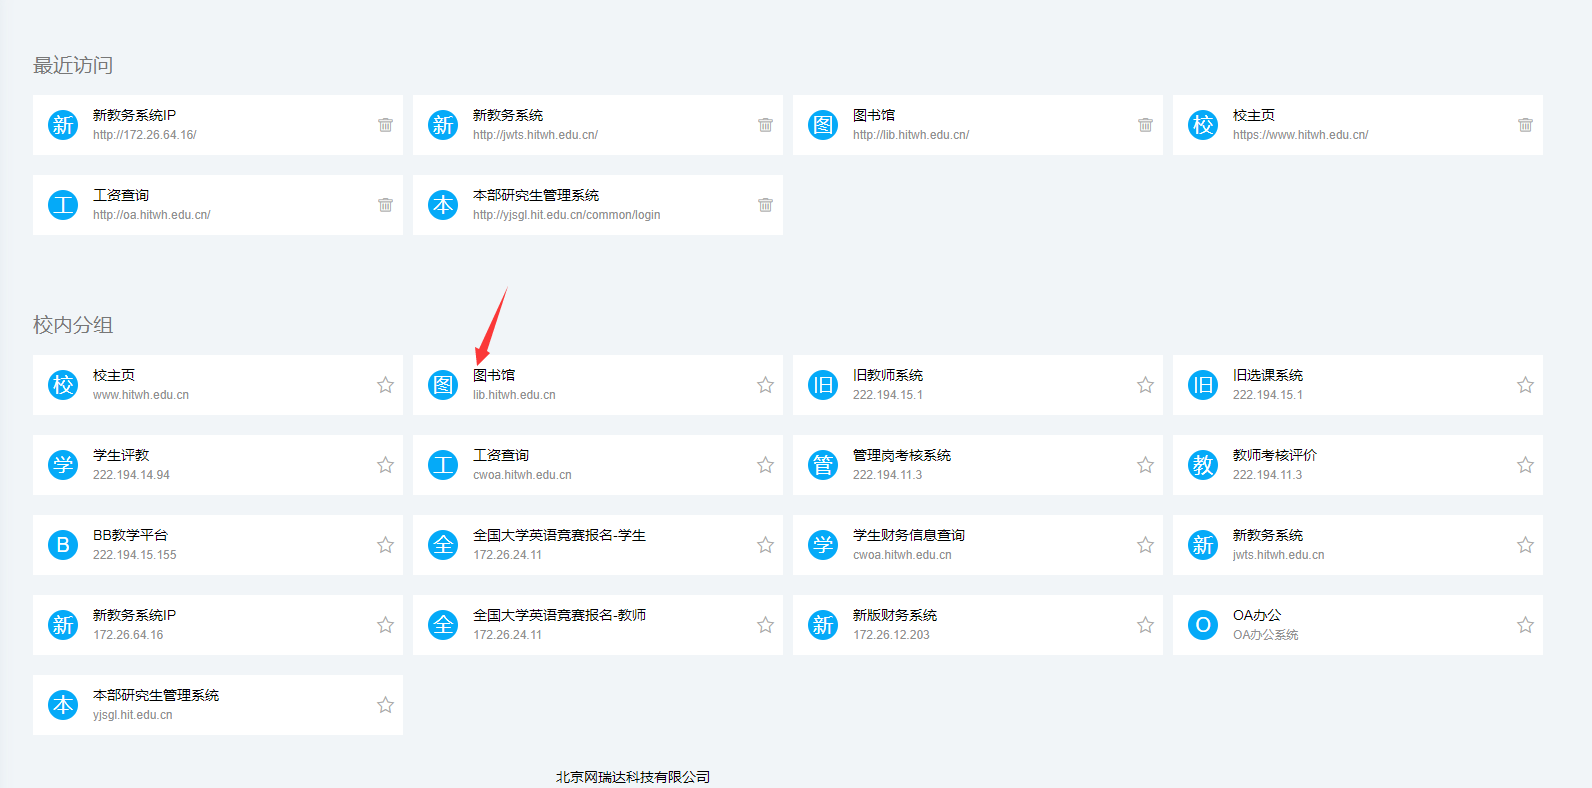 最近访问
新 新教务系统IP
http://172.26.64.16/
新 新教务系统
http://jwts.hitwh.edu.cn/
图 图书馆
http://lib.hitwh.edu.cn/
校 校主页
https://www.hitwh.edu.cn/
工 工资查询
http://oa.hitwh.edu.cn/
本 本部研究生管理系统
http://yjsgl.hit.edu.cn/common/login
校内分组
校 校主页
www.hitwh.edu.cn
图 图书馆
lib.hitwh.edu.cn
旧 旧教师系统
222.194.15.1
旧 旧选课系统
222.194.15.1
学 学生评教
222.194.14.94
工 工资查询
cwoa.hitwh.edu.cn
管 管理岗考核系统
222.194.11.3
教 教师考核评价
222.194.11.3
B BB教学平台
222.194.15.155
全 全国大学英语竞赛报名-学生
172.26.24.11
学 学生财务信息查询
cwoa.hitwh.edu.cn
新 新教务系统
jwts.hitwh.edu.cn
新 新教务系统IP
172.26.64.16
全 全国大学英语竞赛报名-教师
172.26.24.11
新 新版财务系统
172.26.12.203
O OA办公
OA办公系统
本 本部研究生管理系统
yjsgl.hit.edu.cn
北京网瑞达科技有限公司